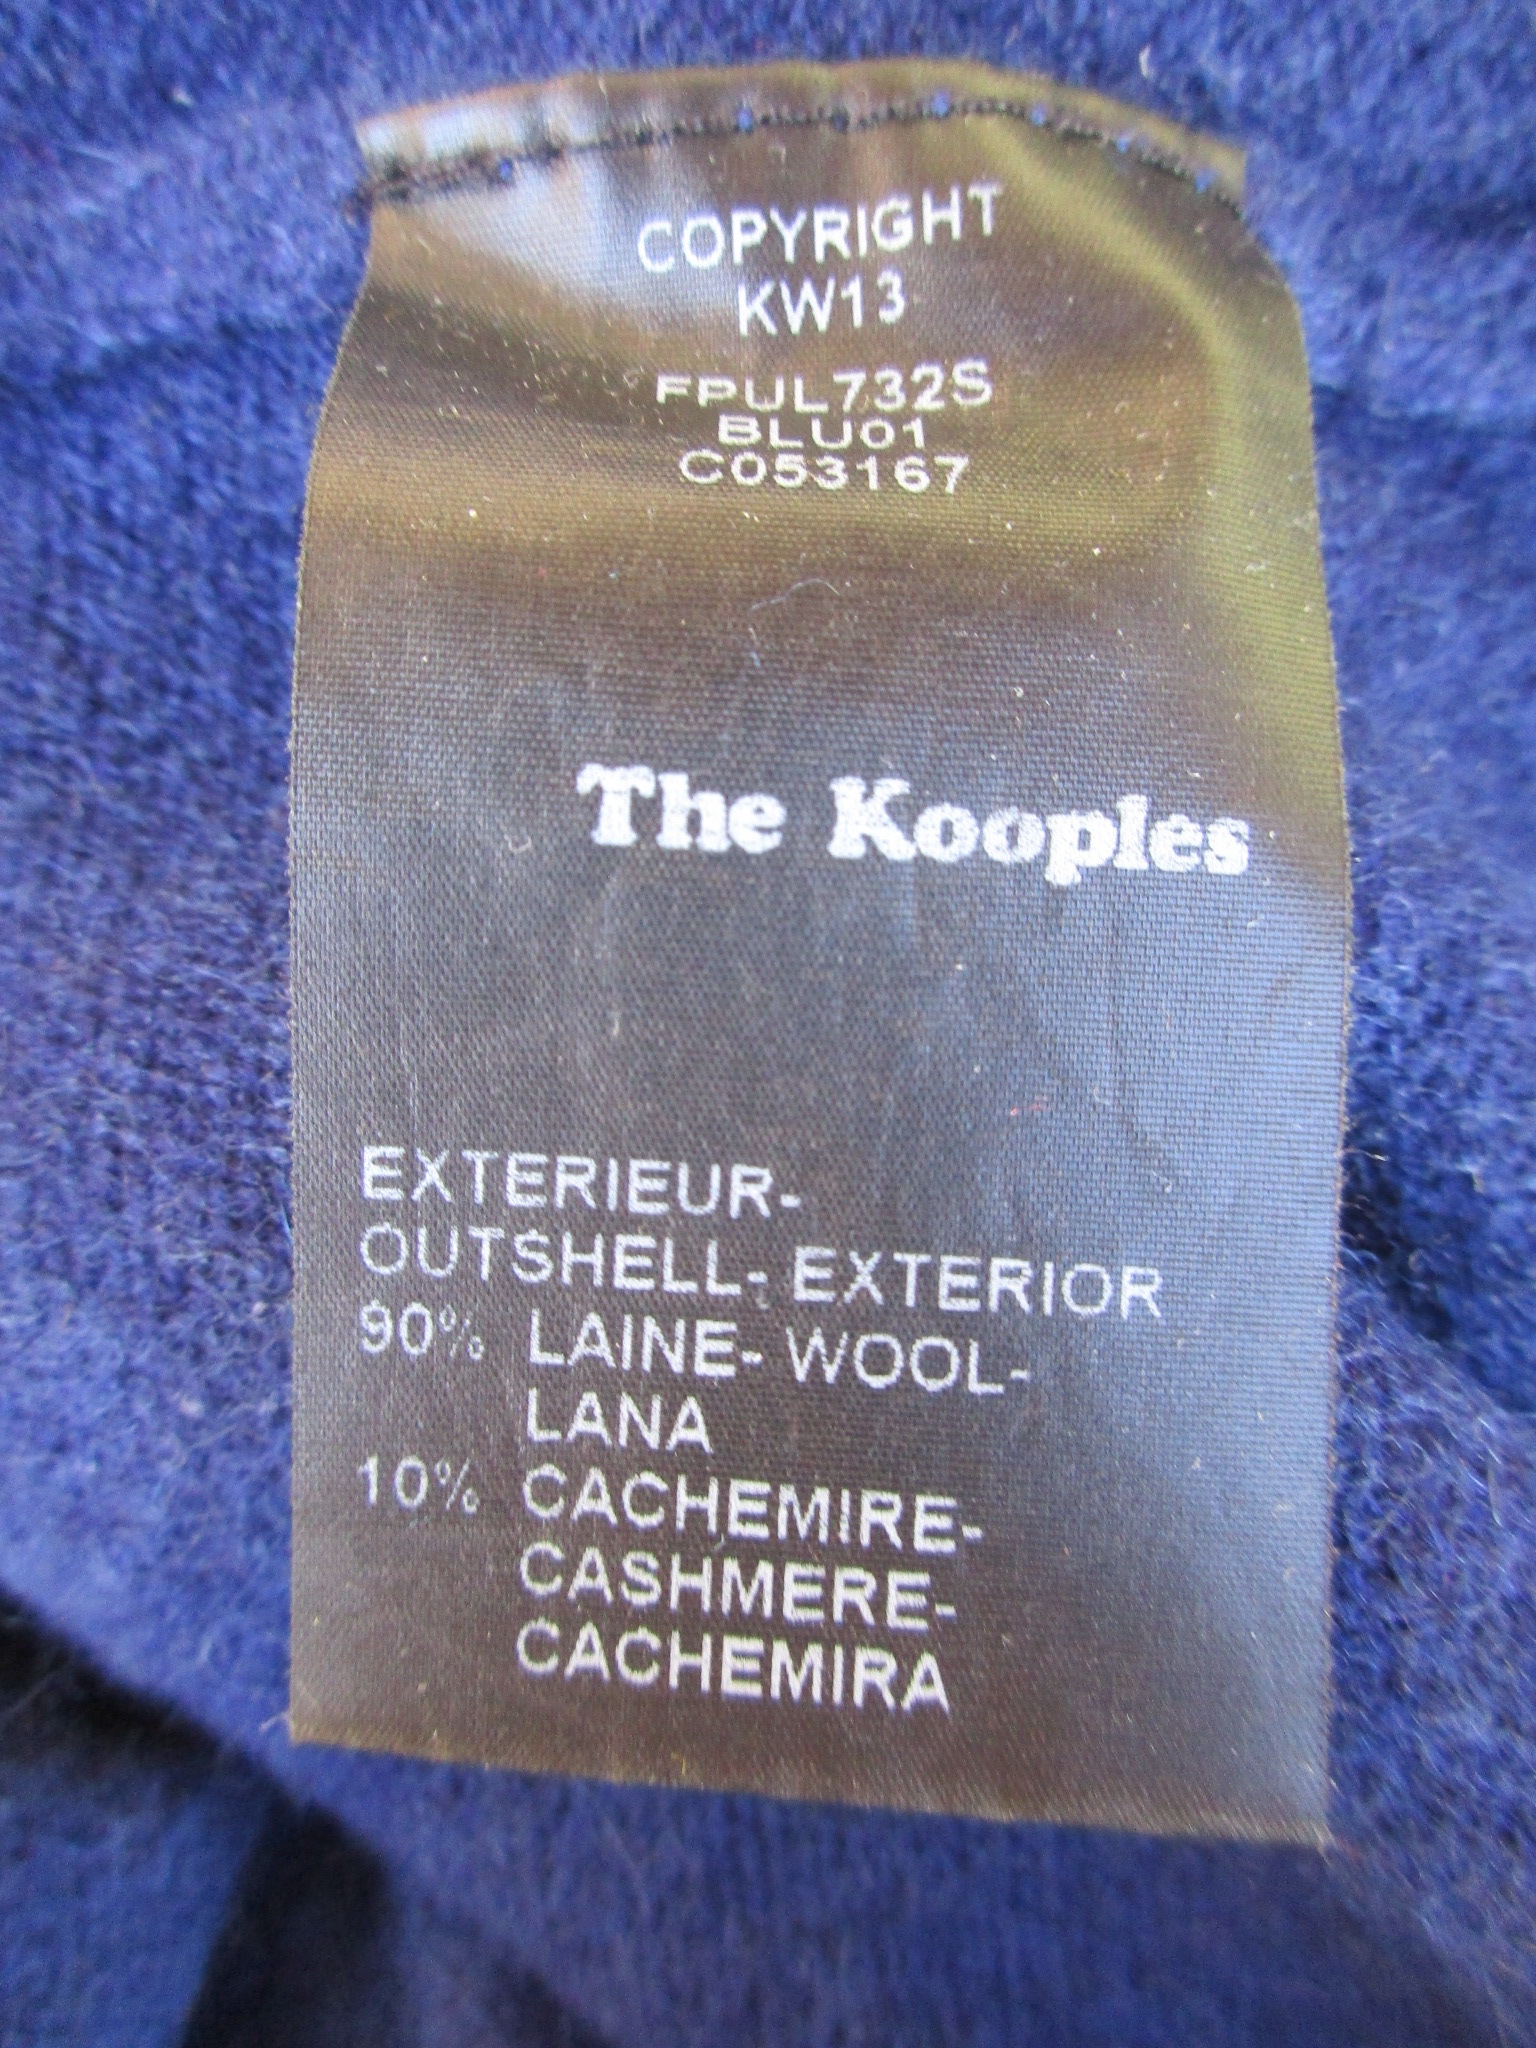 COPYRIGHT
KW13
FPUL732S
BLU01
C053167
The Kooples
EXTERIEUR-
OUTSHELL- EXTERIOR
90% LAINE- WOOL-
LANA
10% CACHEMIRE-
CASHMERE-
CACHEMIRA